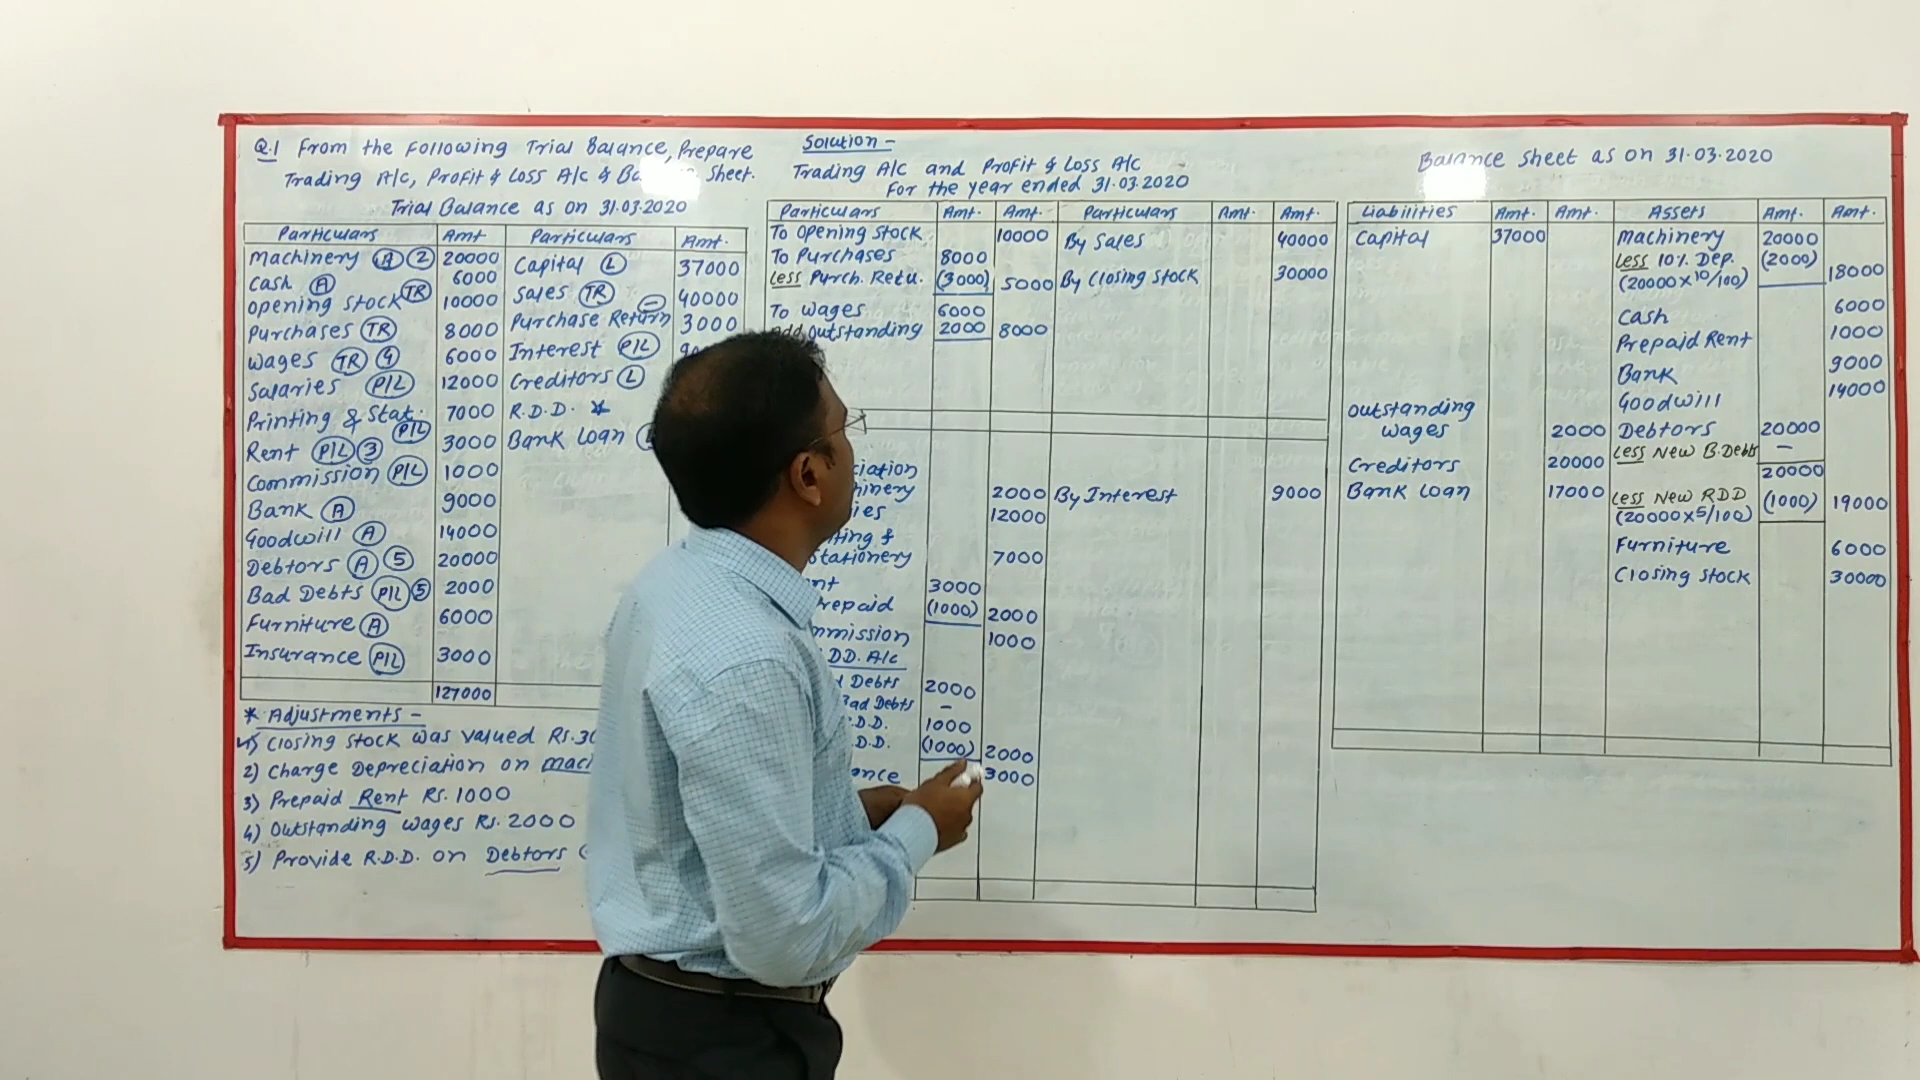 Q.1 From the Following Trial Balance, Prepare
Trading A/c, Profit & Loss A/c & Sheet.
Trial Balance as on 31.03.2020
Particulars Amt Particulars Amt.
Machinery (A) (2) 20000 Capital (L) 37000
Cash (A) 6000 Sales (TR) 40000
Opening Stock (TR) 10000 Purchase Return (-) 3000
Purchases (TR) 8000 Interest (P/L)
Wages (TR) (4) 6000 Creditors (L)
Salaries (P/L) 12000 R.D.D. *
Printing & Stat. (P/L) 7000 Bank Loan
Rent (P/L) (3) 3000
Commission (P/L) 1000
Bank (A) 9000
Goodwill (A) 14000
Debtors (A) (5) 20000
Bad Debts (P/L) (5) 2000
Furniture (A) 6000
Insurance (P/L) 3000
127000
* Adjustments -
1) Closing Stock was valued Rs.
2) Charge Depreciation on
3) Prepaid Rent Rs. 1000
4) Outstanding wages Rs. 2000
5) Provide R.D.D. on Debtors
Solution -
Trading A/c and Profit & Loss A/c
For the year ended 31.03.2020
Particulars Amt. Amt. Particulars Amt. Amt.
To Opening Stock 10000 By Sales 40000
To Purchases 8000
Less Purch. Retu. (3000) 5000 By Closing Stock 30000
To Wages 6000
Outstanding 2000 8000
2000 By Interest 9000
12000
Stationery 7000
3000
(1000) 2000
1000
DD. A/c
Debts 2000
Bad Debts -
.D.D. 1000
.D.D. (1000) 2000
3000
Balance Sheet as on 31.03.2020
Liabilities Amt. Amt. Assets Amt. Amt.
Capital 37000 Machinery 20000
Less 10% Dep. (2000)
(20000×10/100) 18000
Cash 6000
Prepaid Rent 1000
Bank 9000
Goodwill 14000
Outstanding
Wages 2000 Debtors 20000
Less New B.Debts -
Creditors 20000 20000
Bank Loan 17000 Less New RDD (1000) 19000
(20000×5/100)
Furniture 6000
Closing Stock 30000